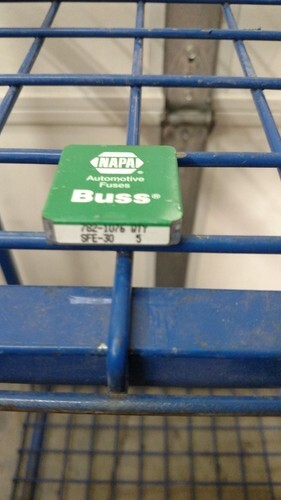 NAPA®
Automotive
Fuses
Buss®
782-1076 QTY
SFE-30 5